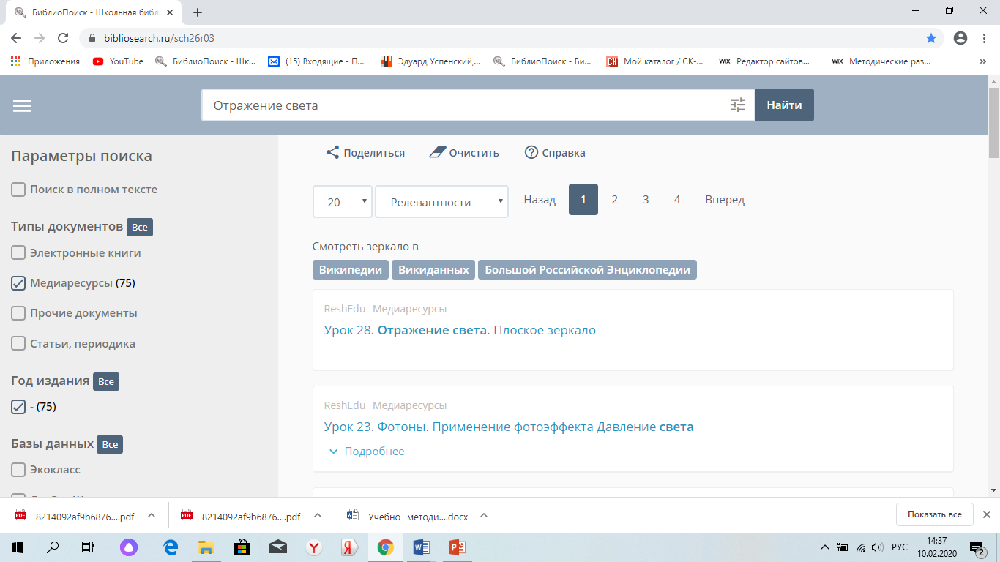 БиблиоПоиск - Школьная библ
bibliosearch.ru/sch26r03
Приложения YouTube БиблиоПоиск - Шк... (15) Входящие - П... Эдуард Успенский,... БиблиоПоиск - Би... Мой каталог / СК-... WIX Редактор сайтов... WIX Методические раз... »
Отражение света Найти
Поделиться Очистить Справка
Параметры поиска
Поиск в полном тексте
Типы документов Все
Электронные книги
Медиаресурсы (75)
Прочие документы
Статьи, периодика
Год издания Все
- (75)
Базы данных Все
Экокласс
20 Релевантности Назад 1 2 3 4 Вперед
Смотреть зеркало в
Википедии Викиданных Большой Российской Энциклопедии
ReshEdu Медиаресурсы
Урок 28. Отражение света. Плоское зеркало
ReshEdu Медиаресурсы
Урок 23. Фотоны. Применение фотоэффекта Давление света
Подробнее
PDF 8214092af9b6876....pdf PDF 8214092af9b6876....pdf Учебно -методи....docx Показать все
РУС 14:37
10.02.2020 2